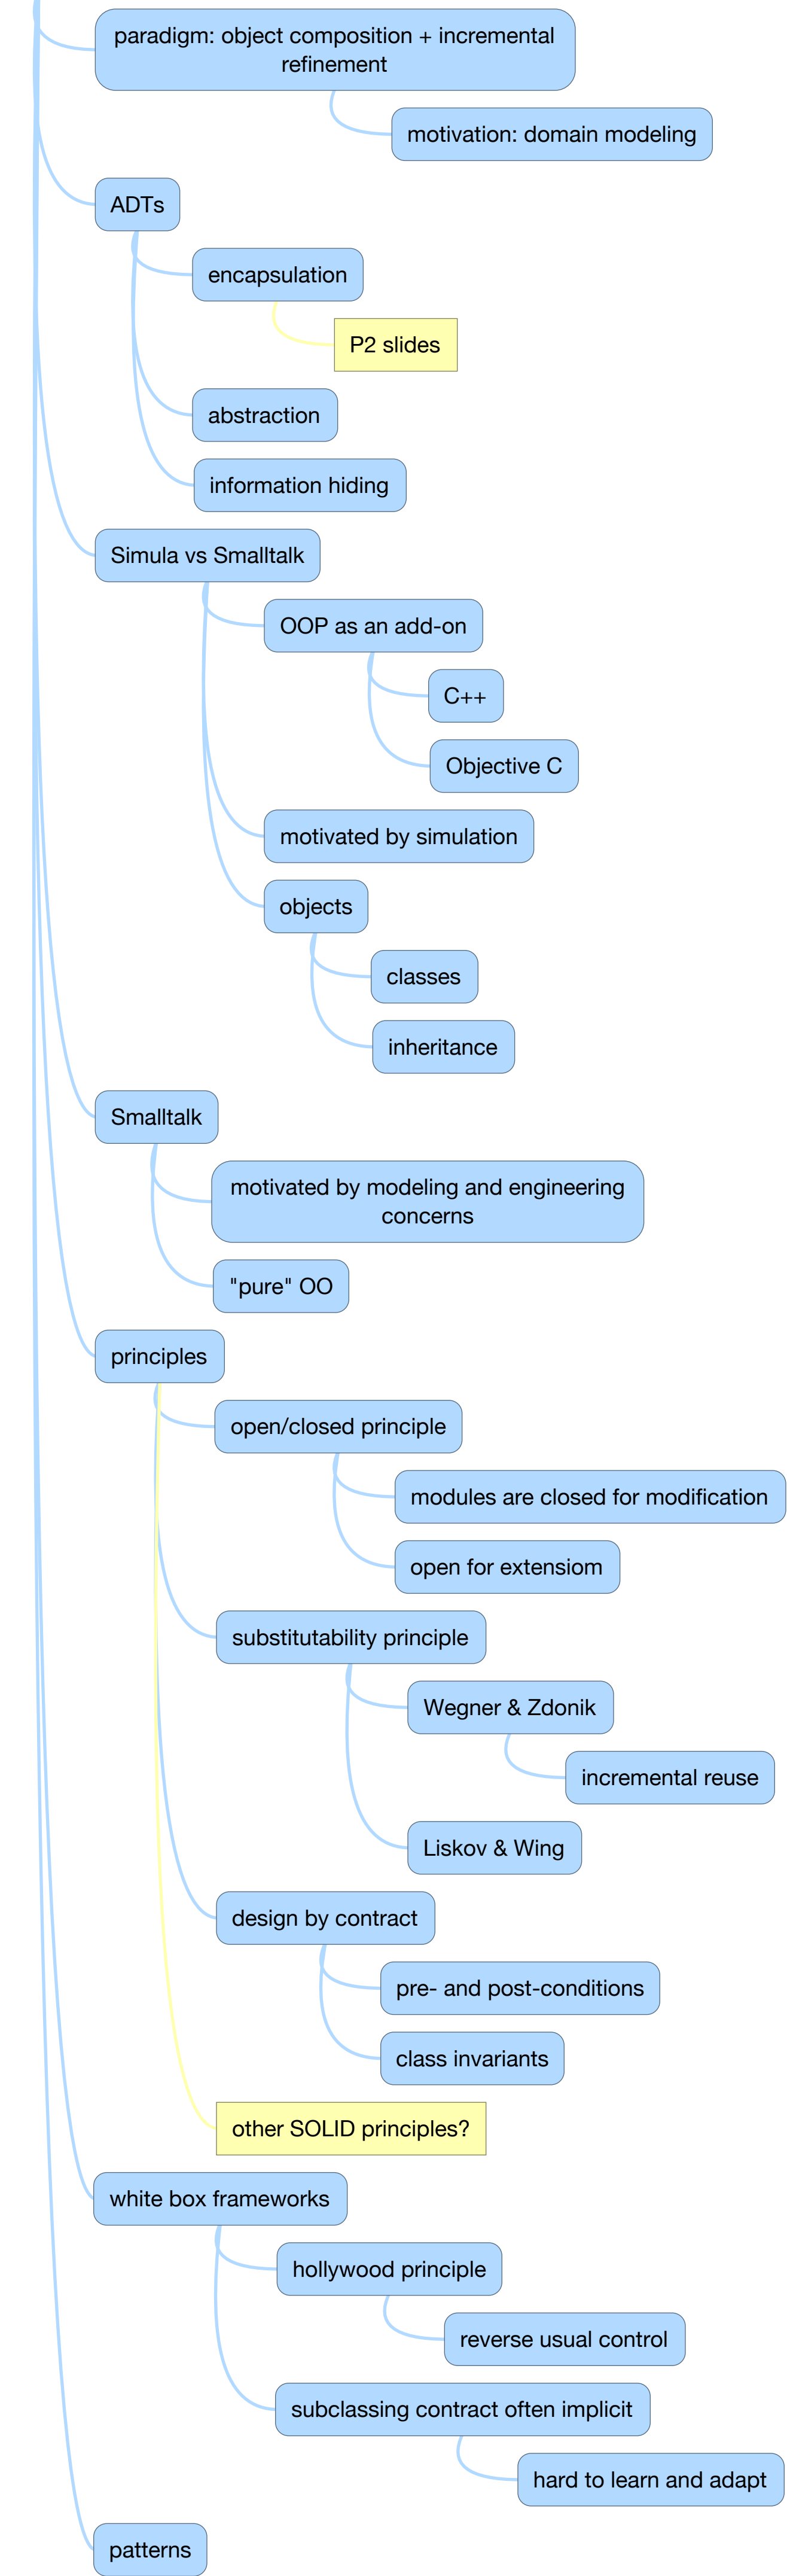 paradigm: object composition + incremental
refinement
motivation: domain modeling
ADTs
encapsulation
P2 slides
abstraction
information hiding
Simula vs Smalltalk
OOP as an add-on
C++
Objective C
motivated by simulation
objects
classes
inheritance
Smalltalk
motivated by modeling and engineering
concerns
"pure" OO
principles
open/closed principle
modules are closed for modification
open for extensiom
substitutability principle
Wegner & Zdonik
incremental reuse
Liskov & Wing
design by contract
pre- and post-conditions
class invariants
other SOLID principles?
white box frameworks
hollywood principle
reverse usual control
subclassing contract often implicit
hard to learn and adapt
patterns